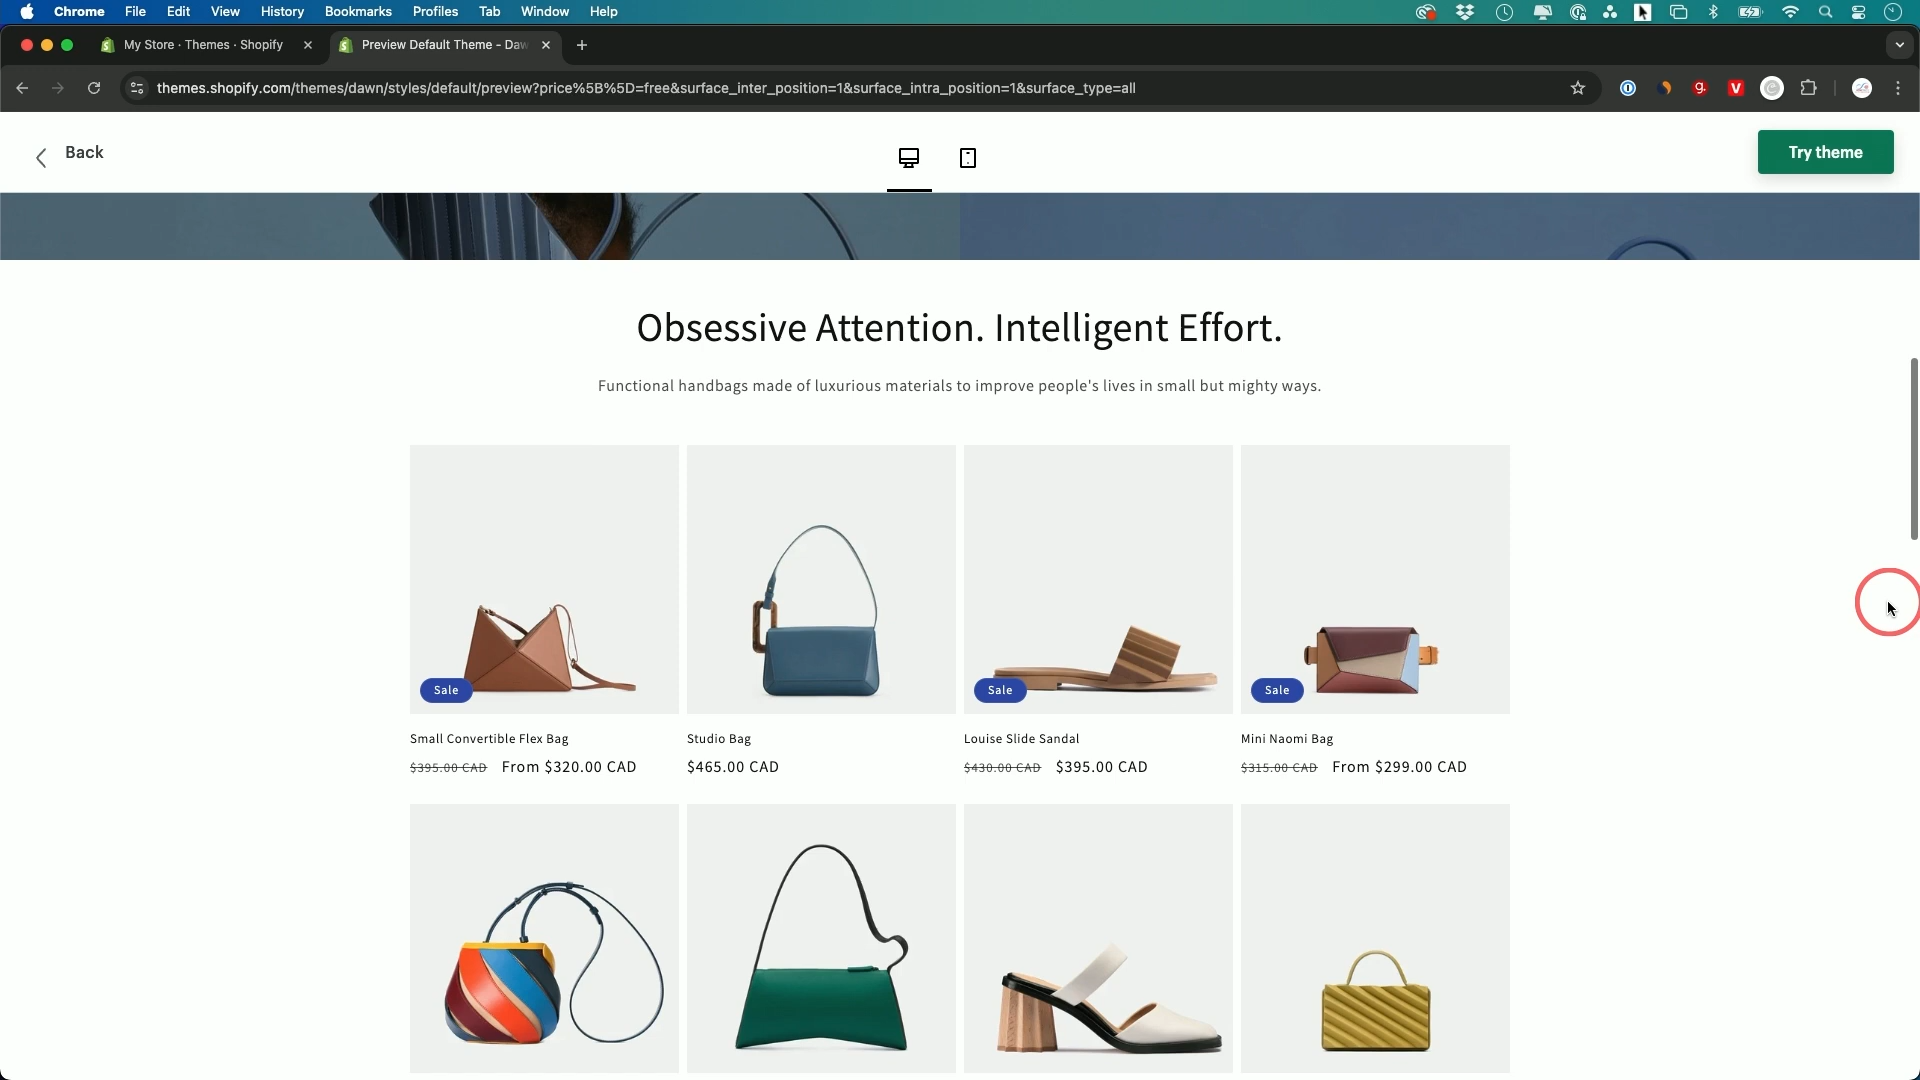 Chrome File Edit View History Bookmarks Profiles Tab Window Help
My Store · Themes · Shopify
Preview Default Theme - Daw
themes.shopify.com/themes/dawn/styles/default/preview?price%5B%5D=free&surface_inter_position=1&surface_intra_position=1&surface_type=all
Back
Try theme
Obsessive Attention. Intelligent Effort.
Functional handbags made of luxurious materials to improve people's lives in small but mighty ways.
Sale
Sale
Sale
Small Convertible Flex Bag
$395.00 CAD From $320.00 CAD
Studio Bag
$465.00 CAD
Louise Slide Sandal
$430.00 CAD $395.00 CAD
Mini Naomi Bag
$315.00 CAD From $299.00 CAD